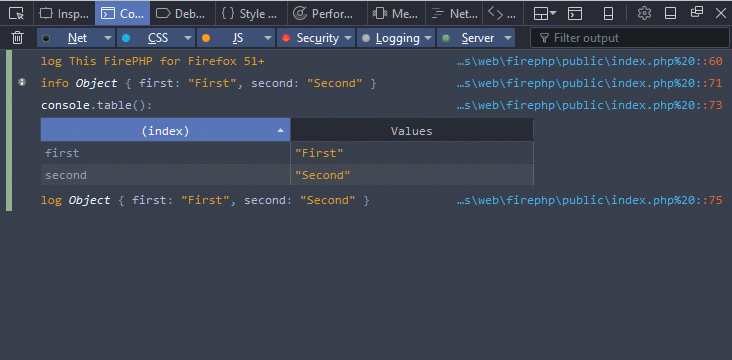 Insp... Co... Deb... { } Style ... Perfor... Me... Net... <> ...
Net CSS JS Security Logging Server Filter output
log This FirePHP for Firefox 51+ …s\web\firephp\public\index.php%20::60
info Object { first: "First", second: "Second" } …s\web\firephp\public\index.php%20::71
console.table(): …s\web\firephp\public\index.php%20::73
(index) Values
first "First"
second "Second"
log Object { first: "First", second: "Second" } …s\web\firephp\public\index.php%20::75